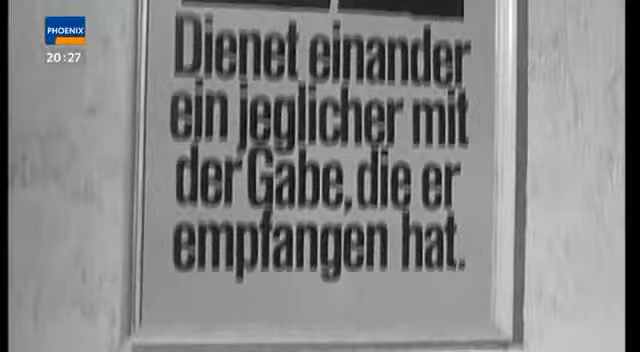 PHOENIX
20:27
Dienet einander
ein jeglicher mit
der Gabe, die er
empfangen hat.